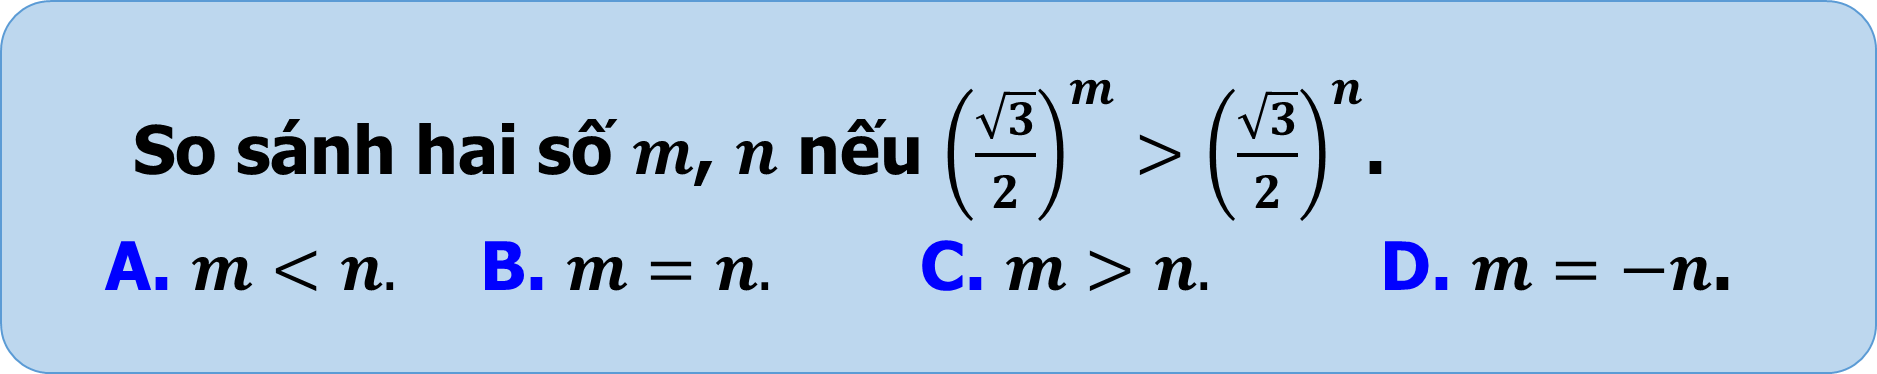 So sánh hai số m, n nếu (√3/2)^m > (√3/2)^n.
A. m < n. B. m = n. C. m > n. D. m = −n.